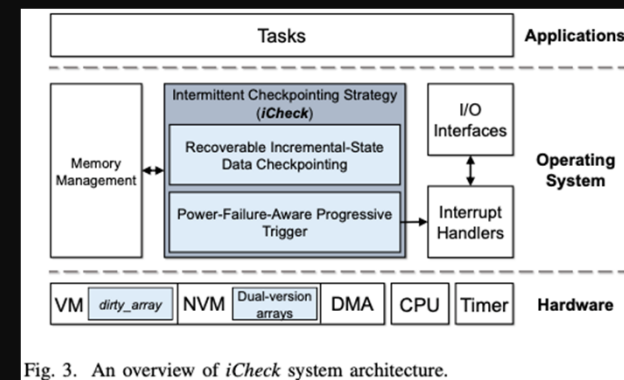 Tasks
Applications
Intermittent Checkpointing Strategy
(iCheck)
Recoverable Incremental-State
Data Checkpointing
Power-Failure-Aware Progressive
Trigger
Memory
Management
I/O
Interfaces
Interrupt
Handlers
Operating
System
VM
dirty_array
NVM
Dual-version
arrays
DMA
CPU
Timer
Hardware
Fig. 3. An overview of iCheck system architecture.